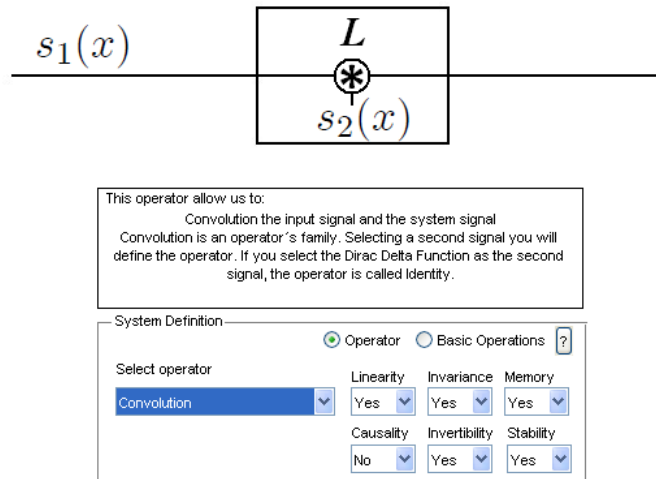 L
s₁(x)
*
s₂(x)
This operator allow us to:
Convolution the input signal and the system signal
Convolution is an operator´s family. Selecting a second signal you will
define the operator. If you select the Dirac Delta Function as the second
signal, the operator is called Identity.
System Definition
Operator Basic Operations ?
Select operator
Linearity Invariance Memory
Convolution Yes Yes Yes
Causality Invertibility Stability
No Yes Yes